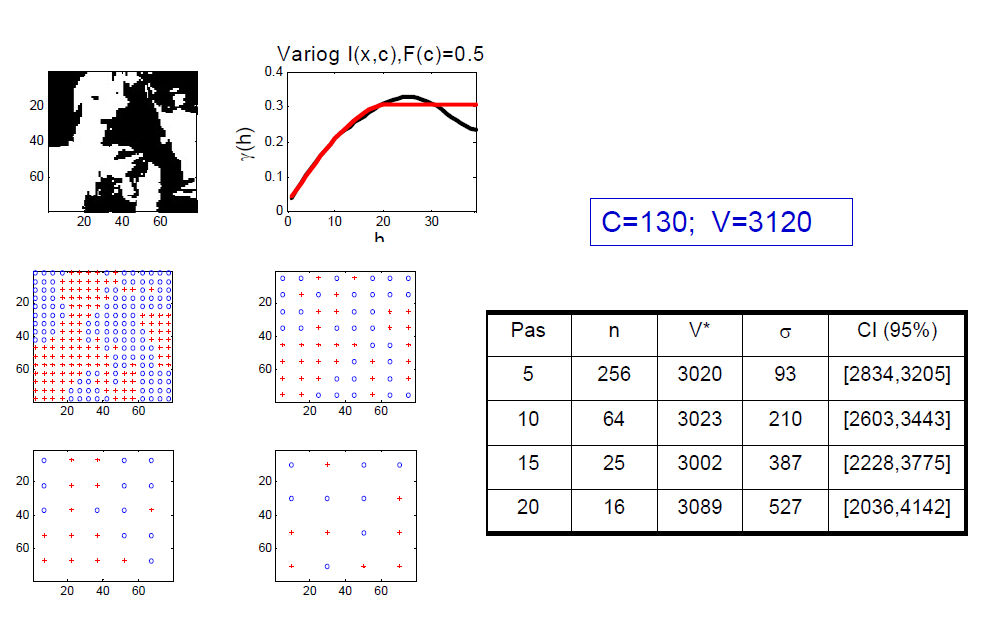 Variog I(x,c),F(c)=0.5
20
40
60
20 40 60
0.4
0.3
0.2
0.1
0
γ(h)
0 10 20 30
h
C=130; V=3120
20
40
60
20 40 60
20
40
60
20 40 60
20
40
60
20 40 60
20
40
60
20 40 60
Pas n V* σ CI (95%)
5 256 3020 93 [2834,3205]
10 64 3023 210 [2603,3443]
15 25 3002 387 [2228,3775]
20 16 3089 527 [2036,4142]